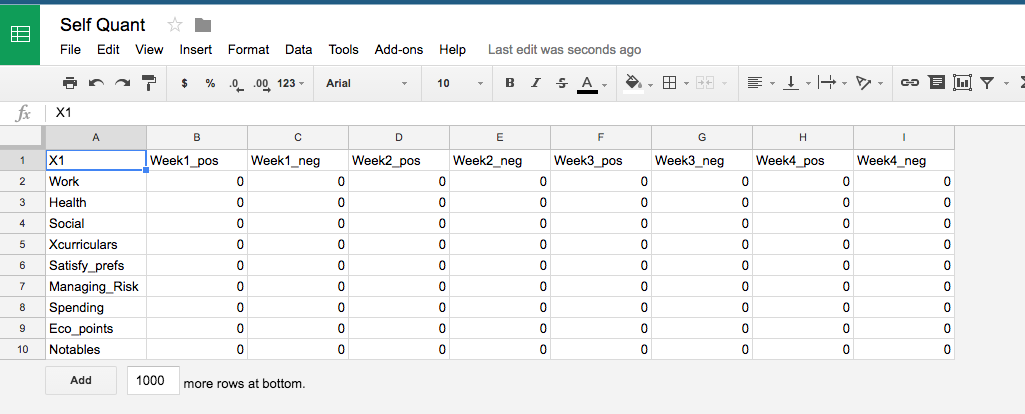 Self Quant
File Edit View Insert Format Data Tools Add-ons Help Last edit was seconds ago
$ % .0 .00 123 Arial 10 B I S A
fx X1
A B C D E F G H I
1 X1 Week1_pos Week1_neg Week2_pos Week2_neg Week3_pos Week3_neg Week4_pos Week4_neg
2 Work 0 0 0 0 0 0 0 0
3 Health 0 0 0 0 0 0 0 0
4 Social 0 0 0 0 0 0 0 0
5 Xcurriculars 0 0 0 0 0 0 0 0
6 Satisfy_prefs 0 0 0 0 0 0 0 0
7 Managing_Risk 0 0 0 0 0 0 0 0
8 Spending 0 0 0 0 0 0 0 0
9 Eco_points 0 0 0 0 0 0 0 0
10 Notables 0 0 0 0 0 0 0 0
Add 1000 more rows at bottom.